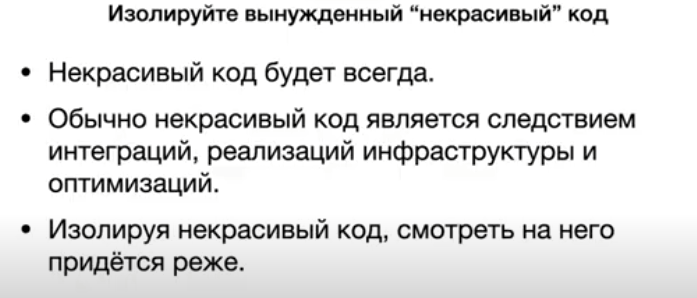 Изолируйте вынужденный “некрасивый” код
• Некрасивый код будет всегда.
• Обычно некрасивый код является следствием
интеграций, реализаций инфраструктуры и
оптимизаций.
• Изолируя некрасивый код, смотреть на него
придётся реже.